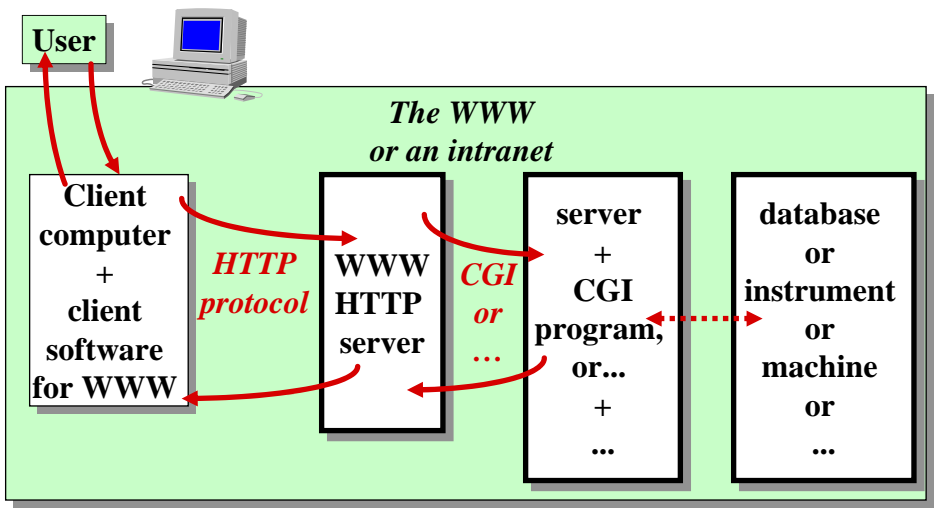 User
The WWW
or an intranet
Client
computer
+
client
software
for WWW
HTTP
protocol
WWW
HTTP
server
CGI
or
…
server
+
CGI
program,
or...
+
...
database
or
instrument
or
machine
or
...